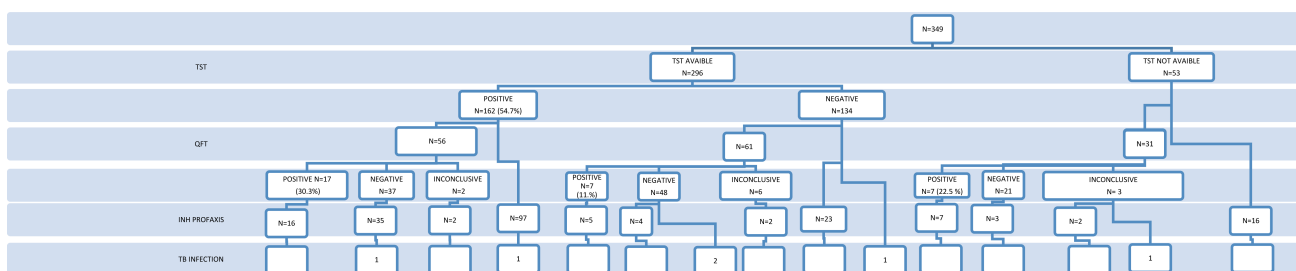 N=349
TST
TST AVAIBLE
N=296
TST NOT AVAIBLE
N=53
POSITIVE
N=162 (54.7%)
NEGATIVE
N=134
QFT
N=56
N=61
N=31
POSITIVE N=17
(30.3%)
NEGATIVE
N=37
INCONCLUSIVE
N=2
POSITIVE
N=7
(11.%)
NEGATIVE
N=48
INCONCLUSIVE
N=6
POSITIVE
N=7 (22.5 %)
NEGATIVE
N=21
INCONCLUSIVE
N= 3
INH PROFAXIS
N=16
N=35
N=2
N=97
N=5
N=4
N=2
N=23
N=7
N=3
N=2
N=16
TB INFECTION
1
1
2
1
1